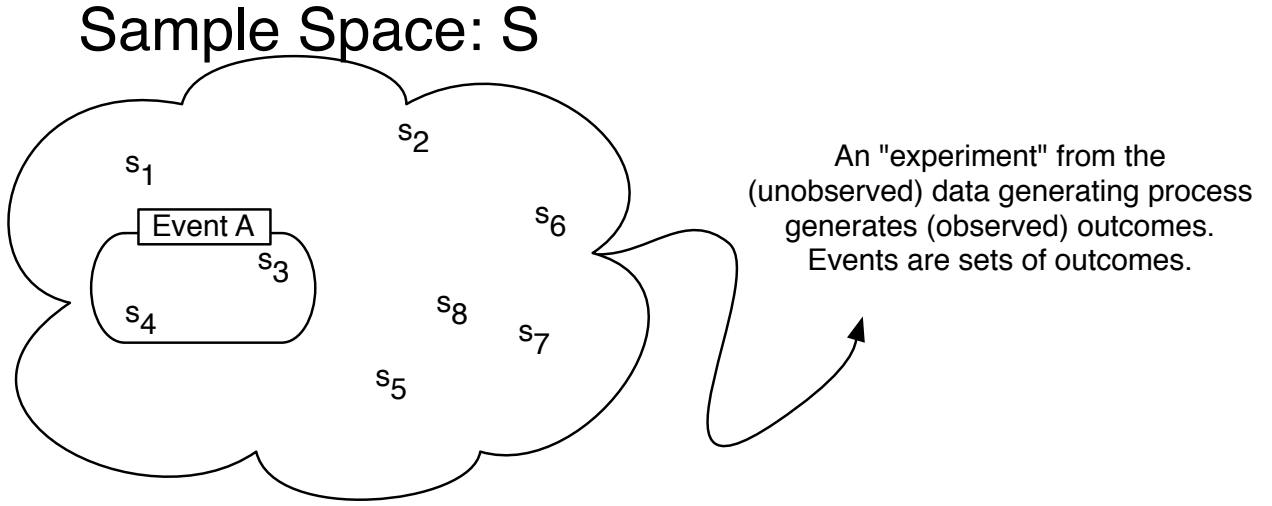 Sample Space: S
s2
s1
Event A
s6
s3
s4
s8
s7
s5
An "experiment" from the
(unobserved) data generating process
generates (observed) outcomes.
Events are sets of outcomes.